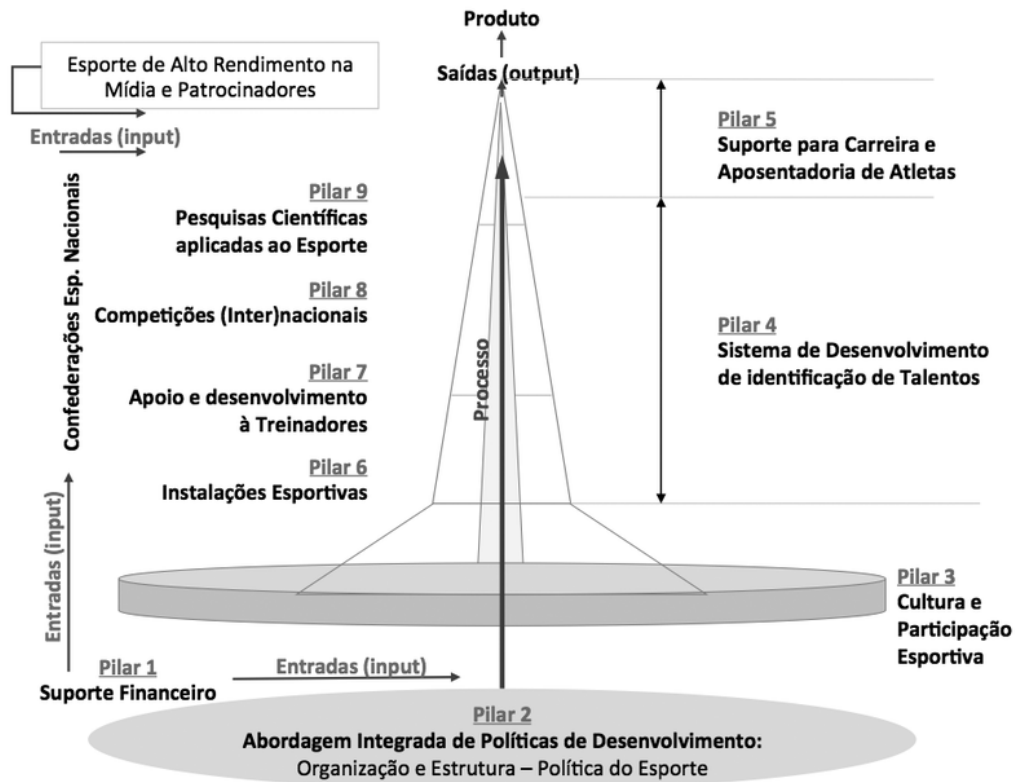 Produto
Saídas (output)
Esporte de Alto Rendimento na
Mídia e Patrocinadores
Entradas (input)
Confederações Esp. Nacionais
Entradas (input)
Pilar 9
Pesquisas Científicas
aplicadas ao Esporte
Pilar 8
Competições (Inter)nacionais
Pilar 7
Apoio e desenvolvimento
à Treinadores
Pilar 6
Instalações Esportivas
Processo
Pilar 5
Suporte para Carreira e
Aposentadoria de Atletas
Pilar 4
Sistema de Desenvolvimento
de identificação de Talentos
Pilar 3
Cultura e
Participação
Esportiva
Pilar 1
Suporte Financeiro
Entradas (input)
Pilar 2
Abordagem Integrada de Políticas de Desenvolvimento:
Organização e Estrutura – Política do Esporte